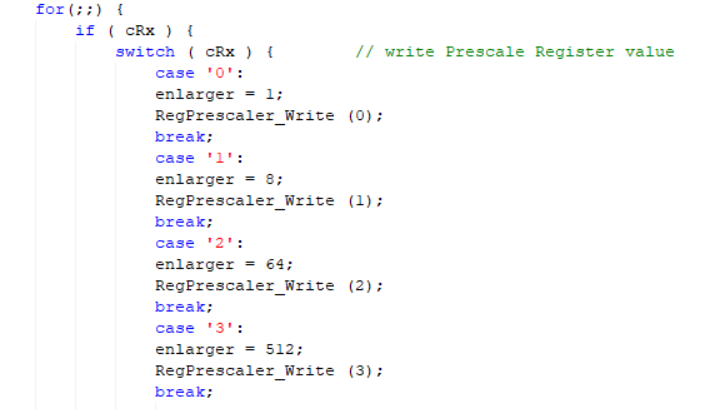 for(;;) {
if ( cRx ) {
switch ( cRx ) { // write Prescale Register value
case '0':
enlarger = 1;
RegPrescaler_Write (0);
break;
case '1':
enlarger = 8;
RegPrescaler_Write (1);
break;
case '2':
enlarger = 64;
RegPrescaler_Write (2);
break;
case '3':
enlarger = 512;
RegPrescaler_Write (3);
break;